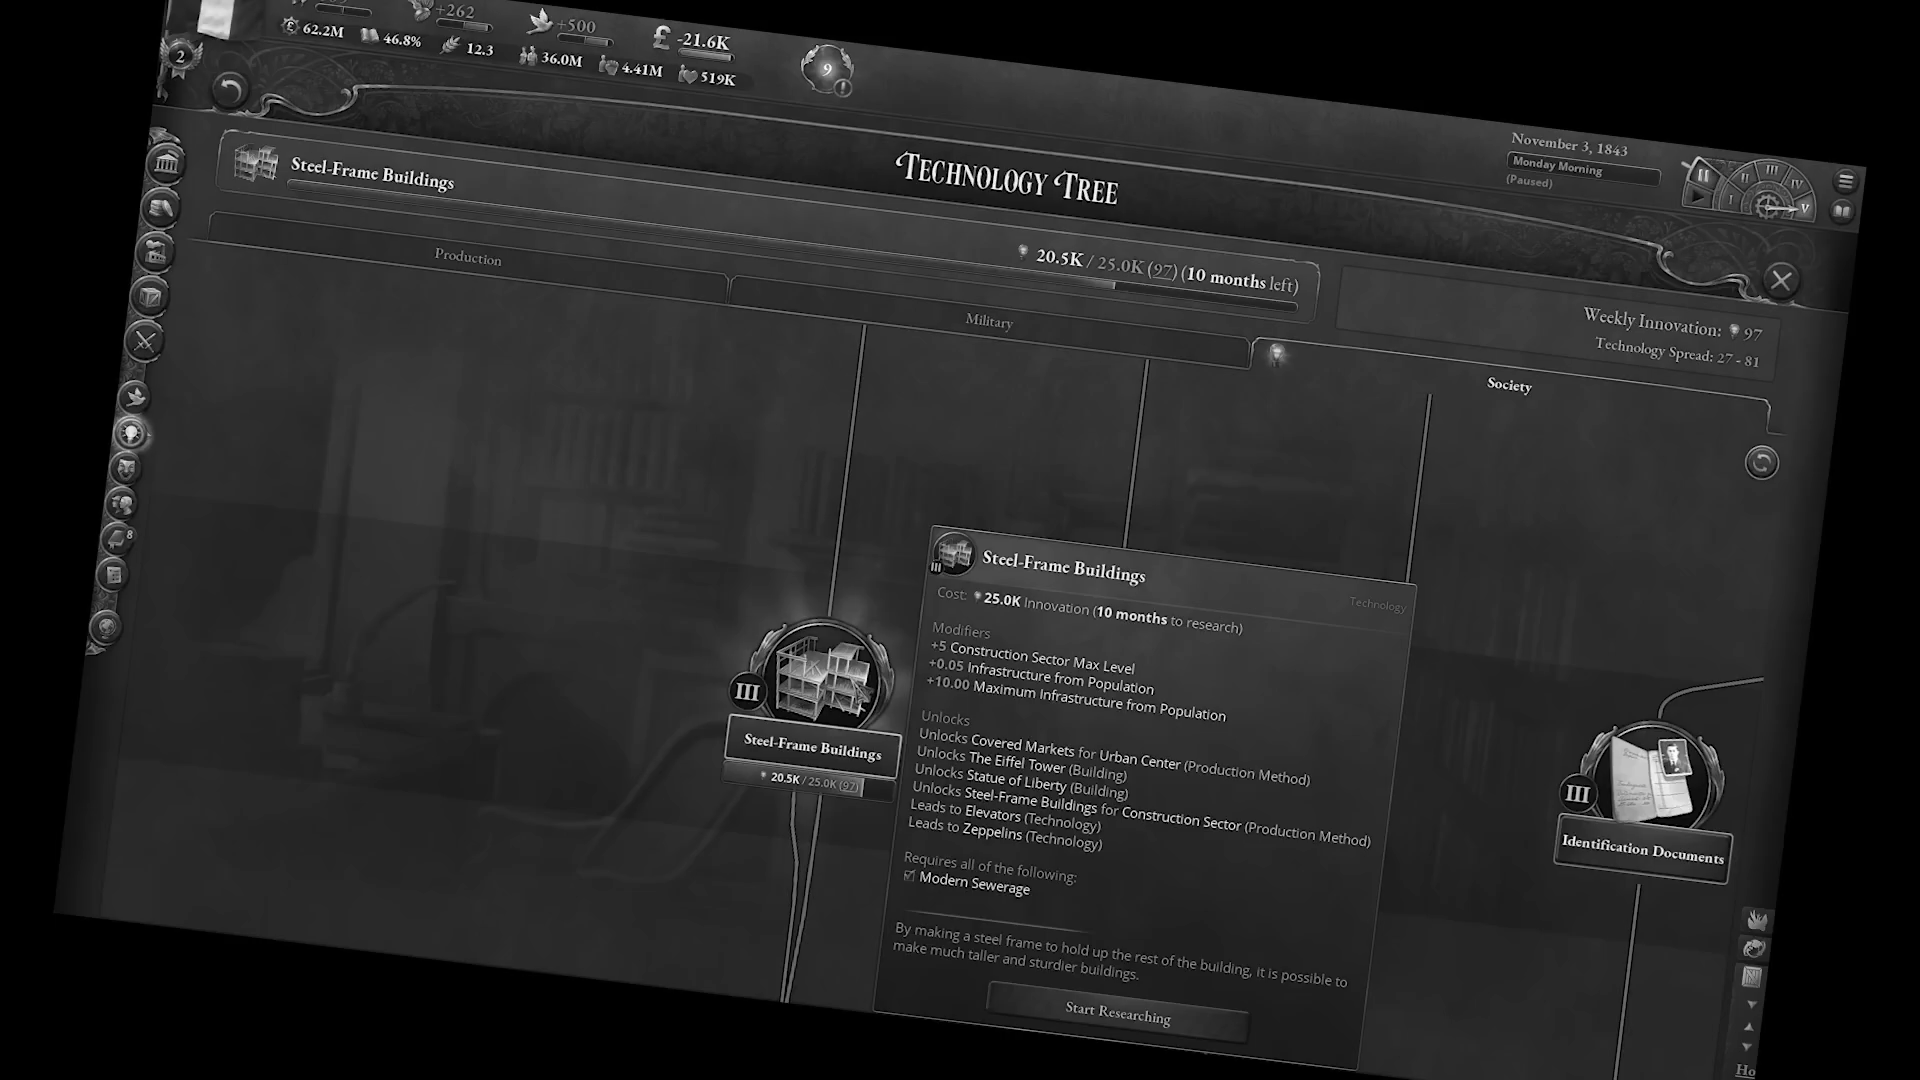 +262
+500
-21.6K
62.2M
46.8%
12.3
36.0M
4.41M
519K
9
2
November 3, 1843
Monday Morning
(Paused)
I
II
III
IV
V
TECHNOLOGY TREE
Steel-Frame Buildings
20.5K / 25.0K (97) (10 months left)
Weekly Innovation: 97
Technology Spread: 27 - 81
Production
Military
Society
8
III
Steel-Frame Buildings
20.5K / 25.0K (97)
III
Steel-Frame Buildings
Technology
Cost: 25.0K Innovation (10 months to research)
Modifiers
+5 Construction Sector Max Level
+0.05 Infrastructure from Population
+10.00 Maximum Infrastructure from Population
Unlocks
Unlocks Covered Markets for Urban Center (Production Method)
Unlocks The Eiffel Tower (Building)
Unlocks Statue of Liberty (Building)
Unlocks Steel-Frame Buildings for Construction Sector (Production Method)
Leads to Elevators (Technology)
Leads to Zeppelins (Technology)
Requires all of the following:
Modern Sewerage
By making a steel frame to hold up the rest of the building, it is possible to
make much taller and sturdier buildings.
Start Researching
III
Identification Documents
Ho